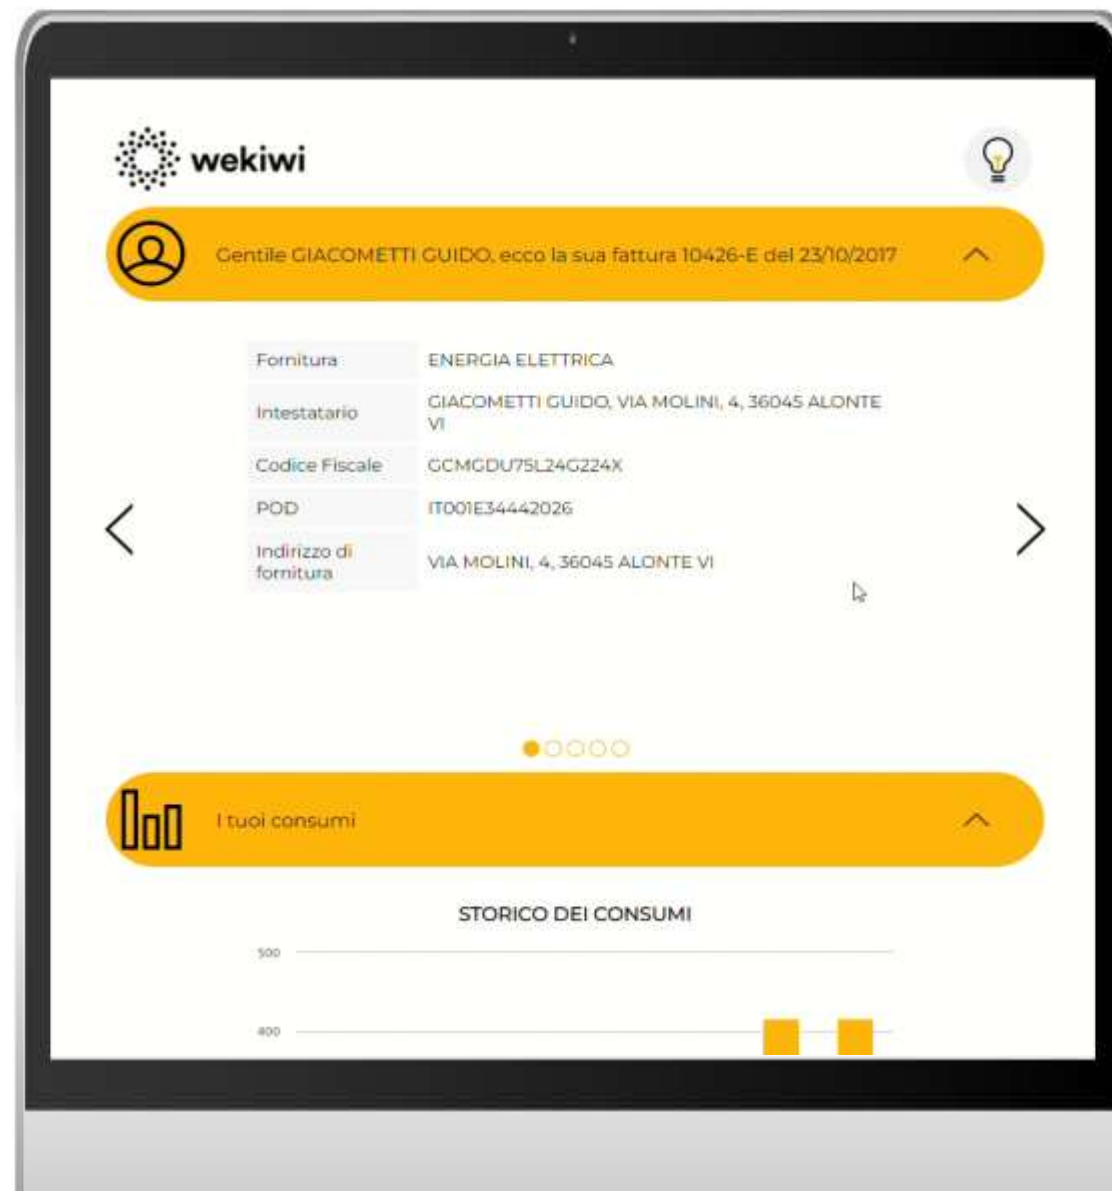 wekiwi
Gentile GIACOMETTI GUIDO, ecco la sua fattura 10426-E del 23/10/2017
Fornitura ENERGIA ELETTRICA
Intestatario GIACOMETTI GUIDO, VIA MOLINI, 4, 36045 ALONTE
VI
Codice Fiscale GCMGDU75L24G224X
POD IT001E34442026
Indirizzo di
fornitura
VIA MOLINI, 4, 36045 ALONTE VI
I tuoi consumi
STORICO DEI CONSUMI
500
400